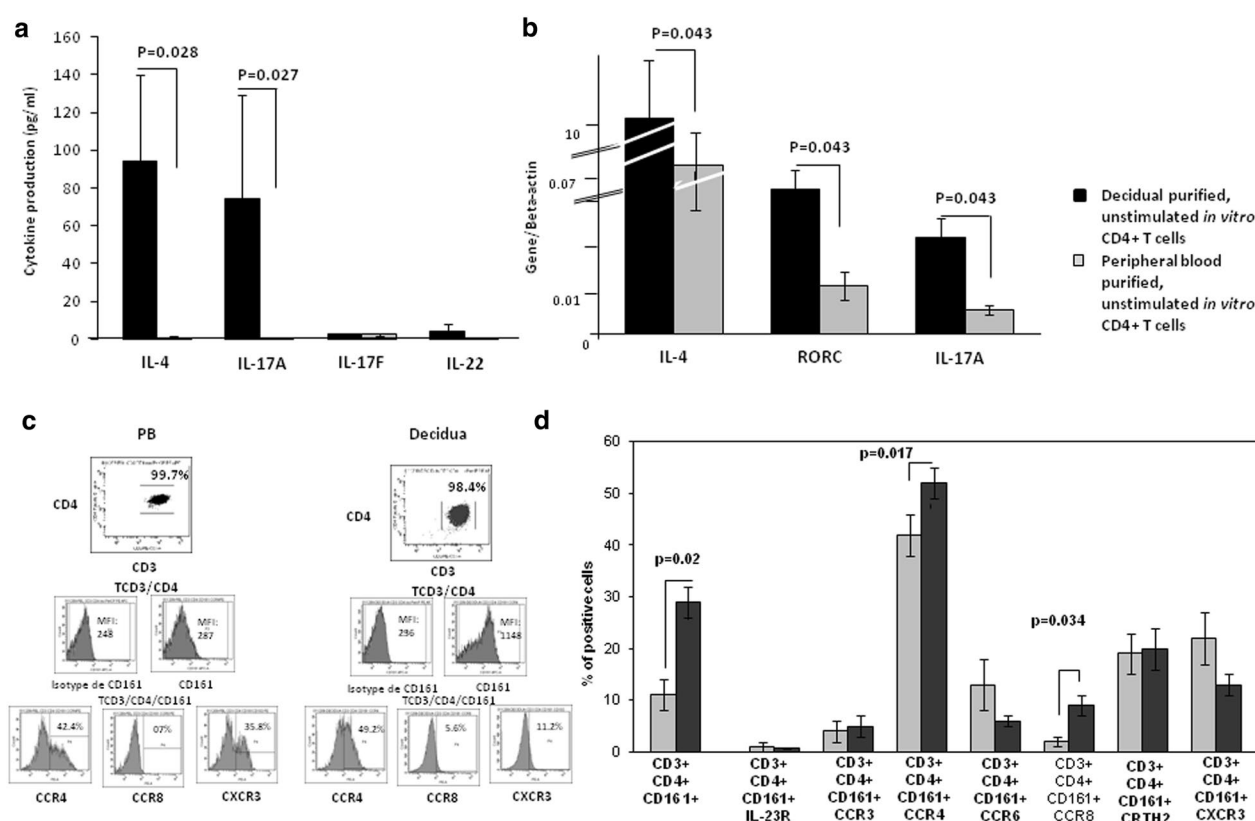 a
160
140
120
100
80
60
40
20
0
Cytokine production (pg/ml)
P=0.028
P=0.027
IL-4
IL-17A
IL-17F
IL-22
b
10
0.07
0.01
0
Gene/ Beta-actin
P=0.043
P=0.043
P=0.043
IL-4
RORC
IL-17A
Decidual purified,
unstimulated in vitro
CD4+ T cells
Peripheral blood
purified,
unstimulated in vitro
CD4+ T cells
c
PB
99.7%
CD4
CD3
TCD3/CD4
MFI:
248
MFI:
287
Isotype de CD161
CD161
TCD3/CD4/CD161
42.4%
07%
35.8%
CCR4
CCR8
CXCR3
Decidua
98.4%
CD4
CD3
TCD3/CD4
MFI:
236
MFI:
1148
Isotype de CD161
CD161
TCD3/CD4/CD161
49.2%
5.6%
11.2%
CCR4
CCR8
CXCR3
d
60
50
40
30
20
10
0
% of positive cells
p=0.02
p=0.017
p=0.034
CD3+
CD4+
CD161+
CD3+
CD4+
CD161+
IL-23R
CD3+
CD4+
CD161+
CCR3
CD3+
CD4+
CD161+
CCR4
CD3+
CD4+
CD161+
CCR6
CD3+
CD4+
CD161+
CCR8
CD3+
CD4+
CD161+
CRTH2
CD3+
CD4+
CD161+
CXCR3